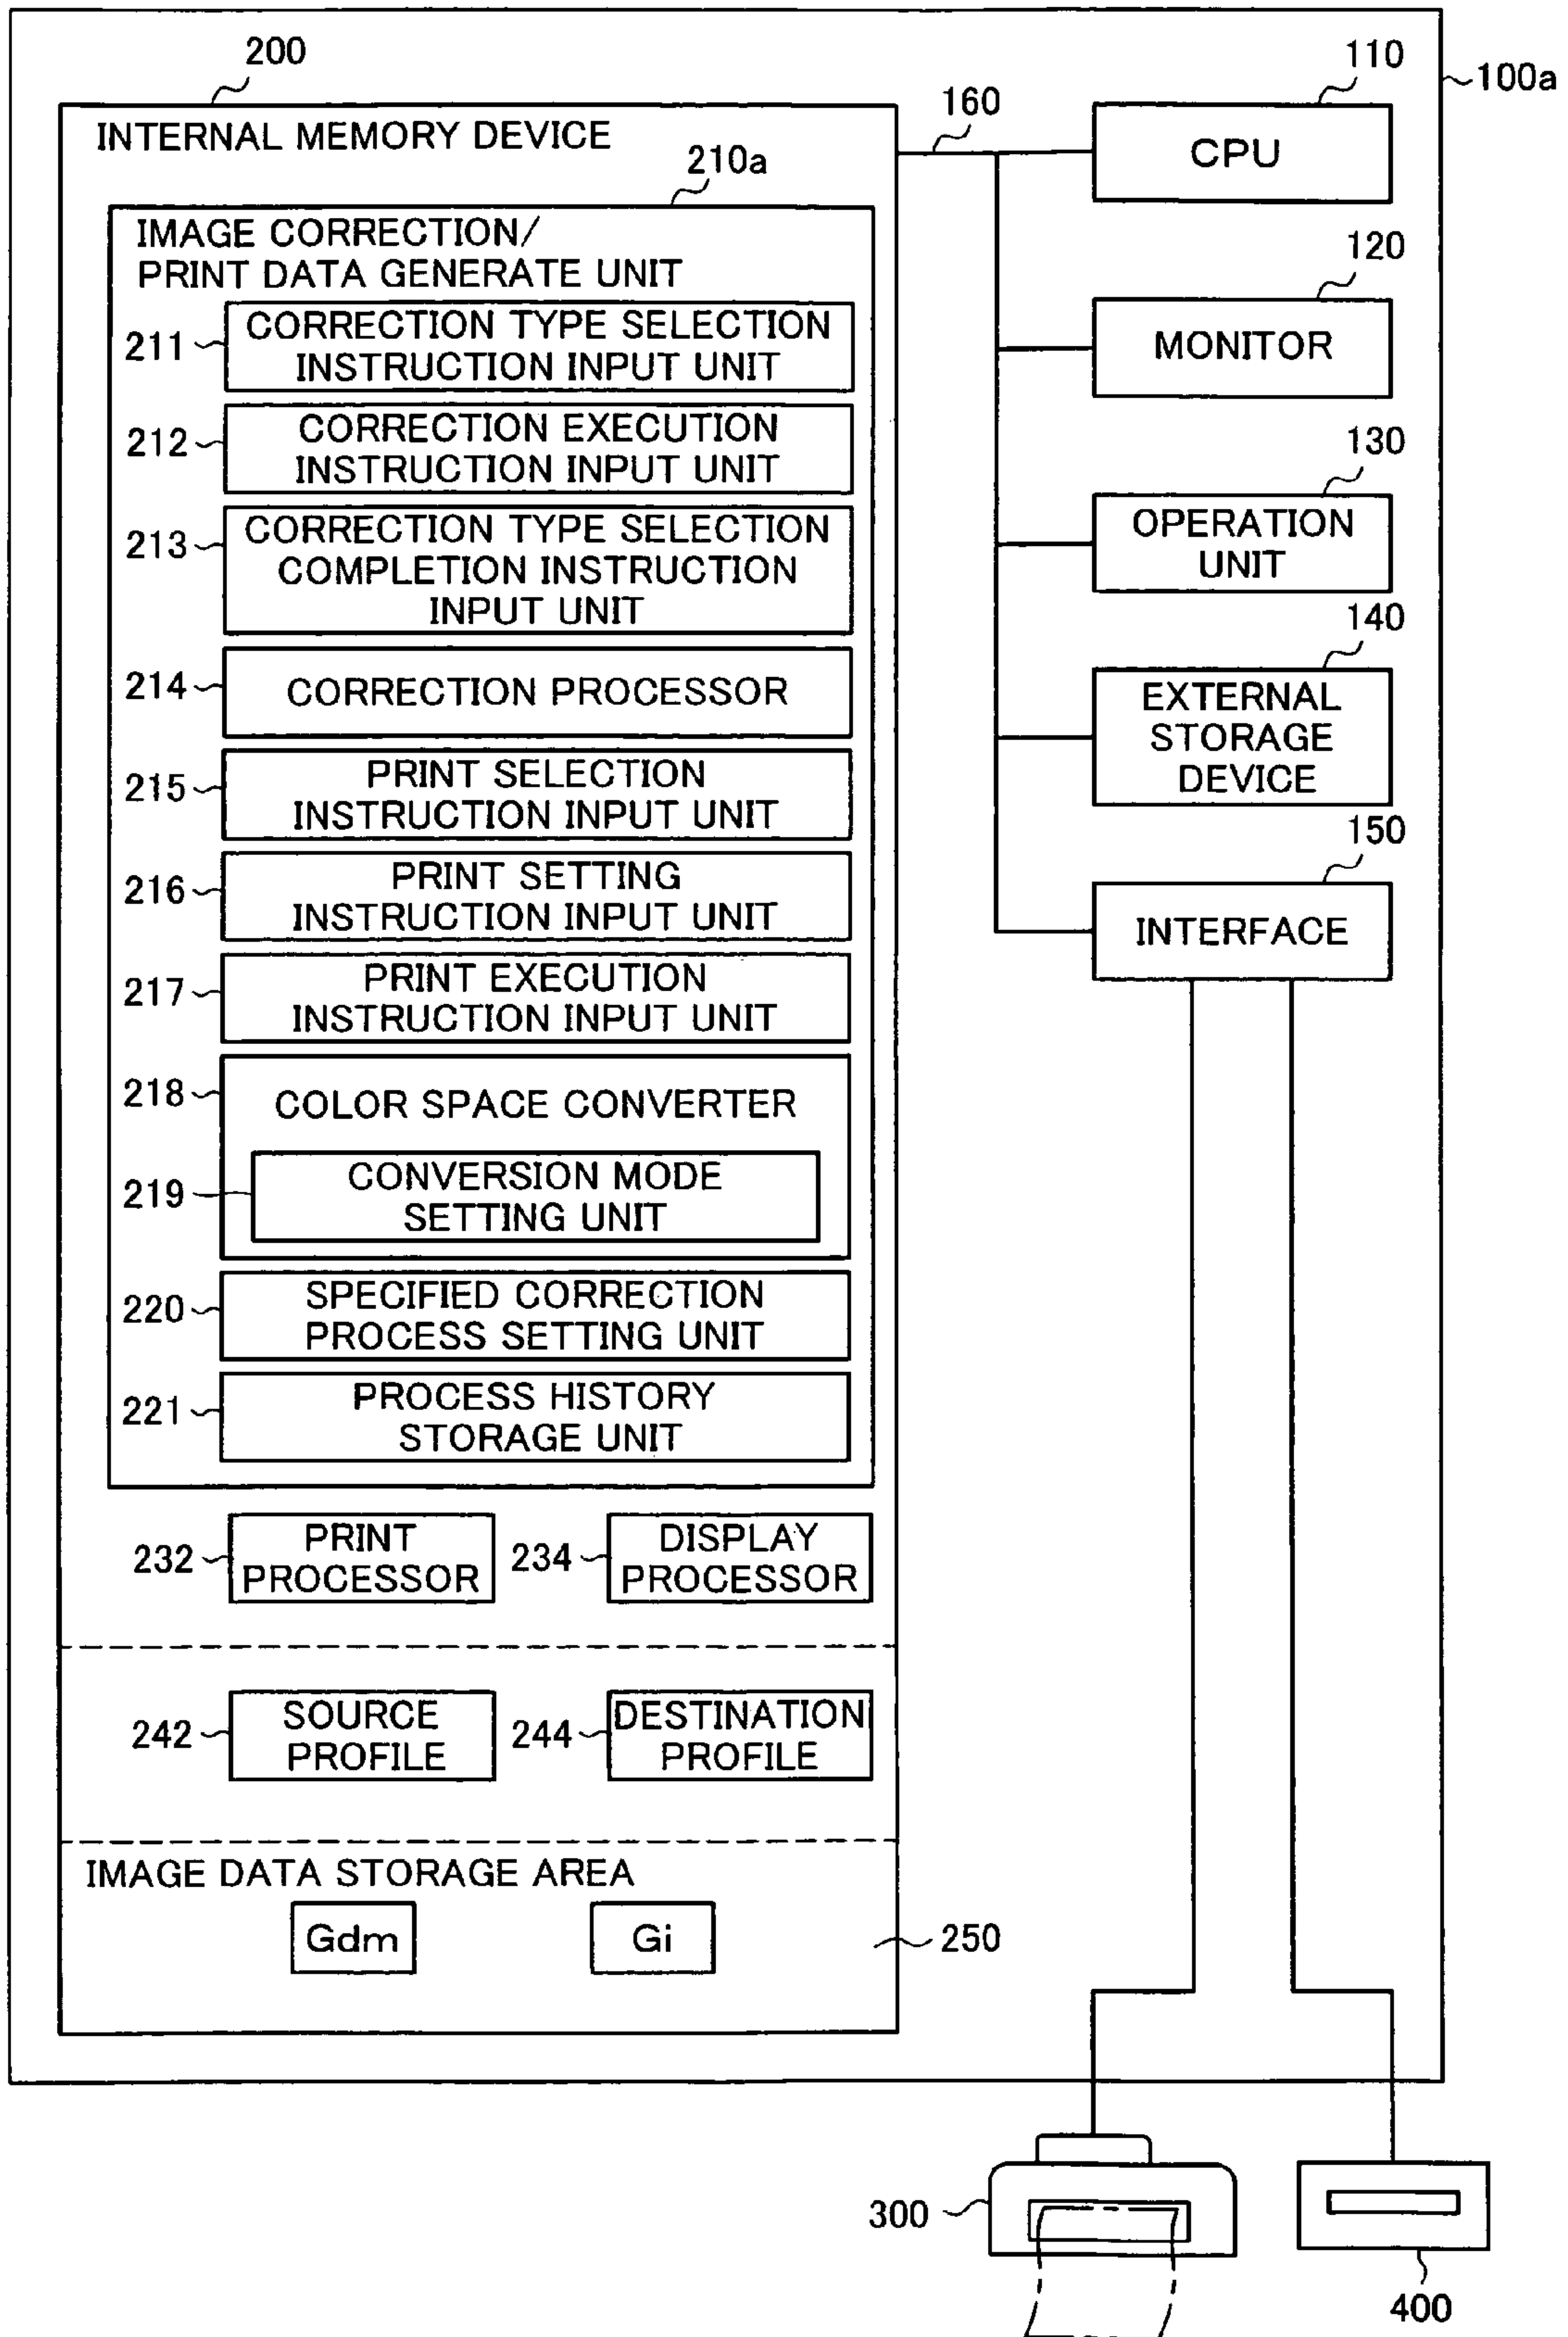 200
110
100a
INTERNAL MEMORY DEVICE
160
CPU
210a
IMAGE CORRECTION/
PRINT DATA GENERATE UNIT
120
MONITOR
211
CORRECTION TYPE SELECTION
INSTRUCTION INPUT UNIT
212
CORRECTION EXECUTION
INSTRUCTION INPUT UNIT
130
OPERATION
UNIT
213
CORRECTION TYPE SELECTION
COMPLETION INSTRUCTION
INPUT UNIT
140
EXTERNAL
STORAGE
DEVICE
214
CORRECTION PROCESSOR
215
PRINT SELECTION
INSTRUCTION INPUT UNIT
150
INTERFACE
216
PRINT SETTING
INSTRUCTION INPUT UNIT
217
PRINT EXECUTION
INSTRUCTION INPUT UNIT
218
COLOR SPACE CONVERTER
219
CONVERSION MODE
SETTING UNIT
220
SPECIFIED CORRECTION
PROCESS SETTING UNIT
221
PROCESS HISTORY
STORAGE UNIT
232
PRINT
PROCESSOR
234
DISPLAY
PROCESSOR
242
SOURCE
PROFILE
244
DESTINATION
PROFILE
IMAGE DATA STORAGE AREA
Gdm
Gi
250
300
400